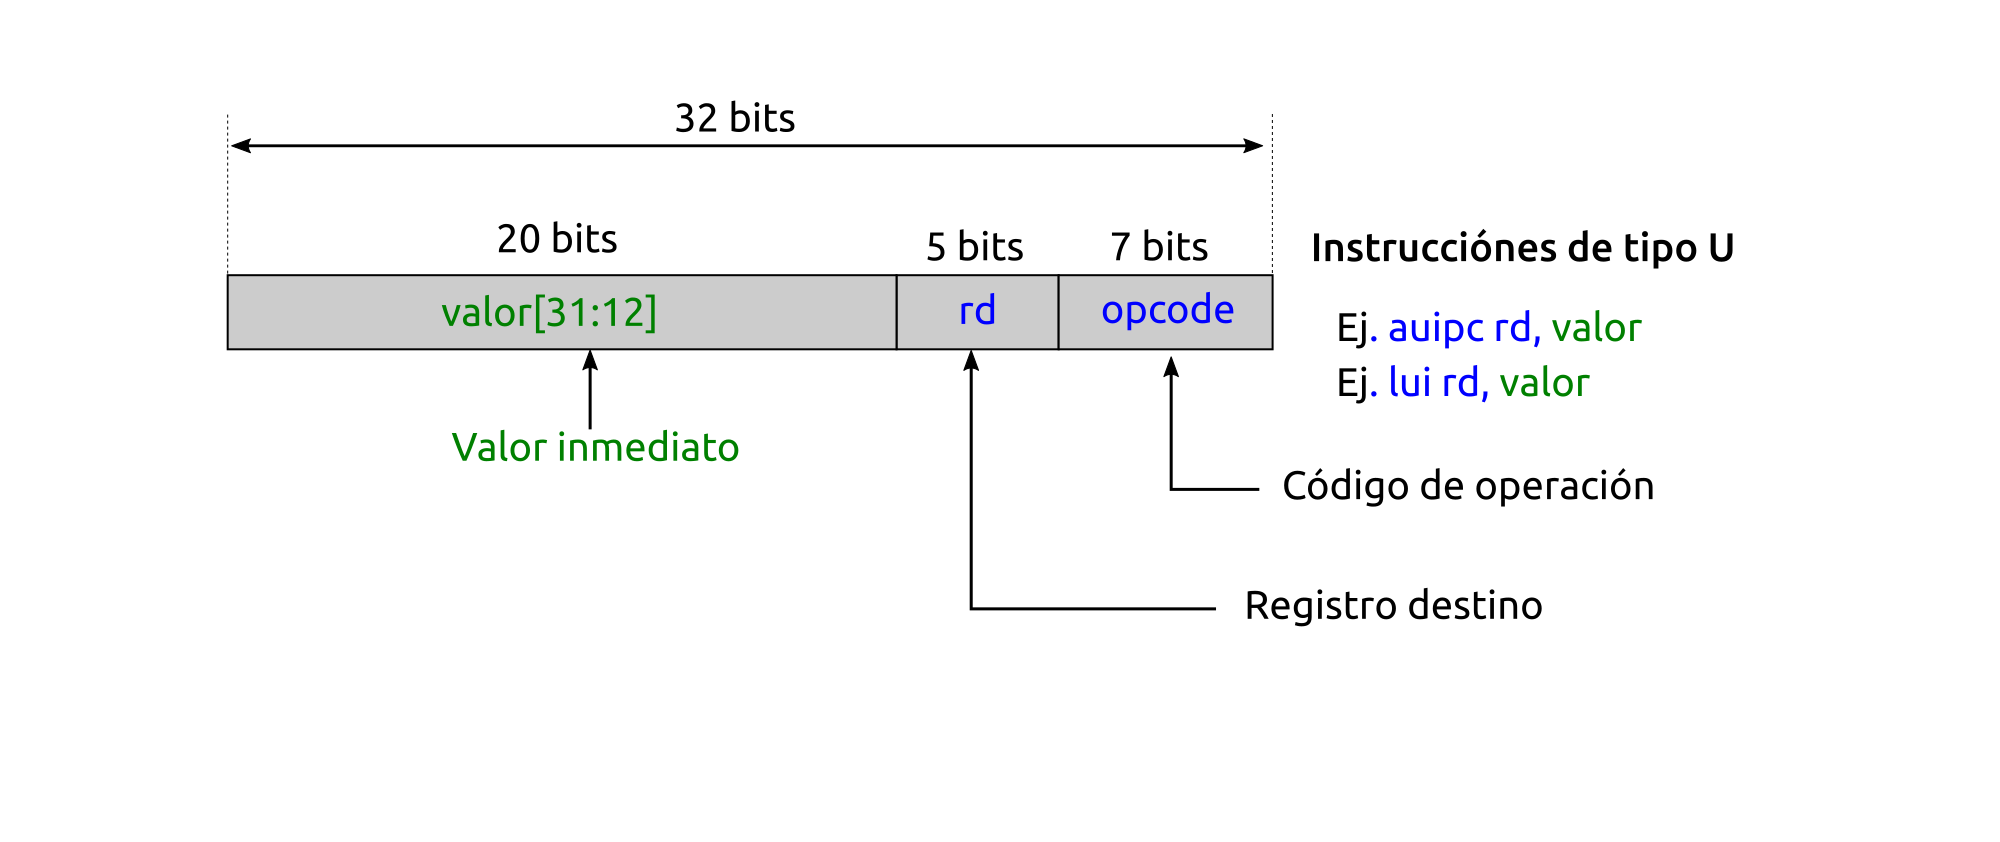 32 bits
20 bits
5 bits
7 bits
Instrucciónes de tipo U
valor[31:12]
rd
opcode
Ej. auipc rd, valor
Ej. lui rd, valor
Valor inmediato
Código de operación
Registro destino